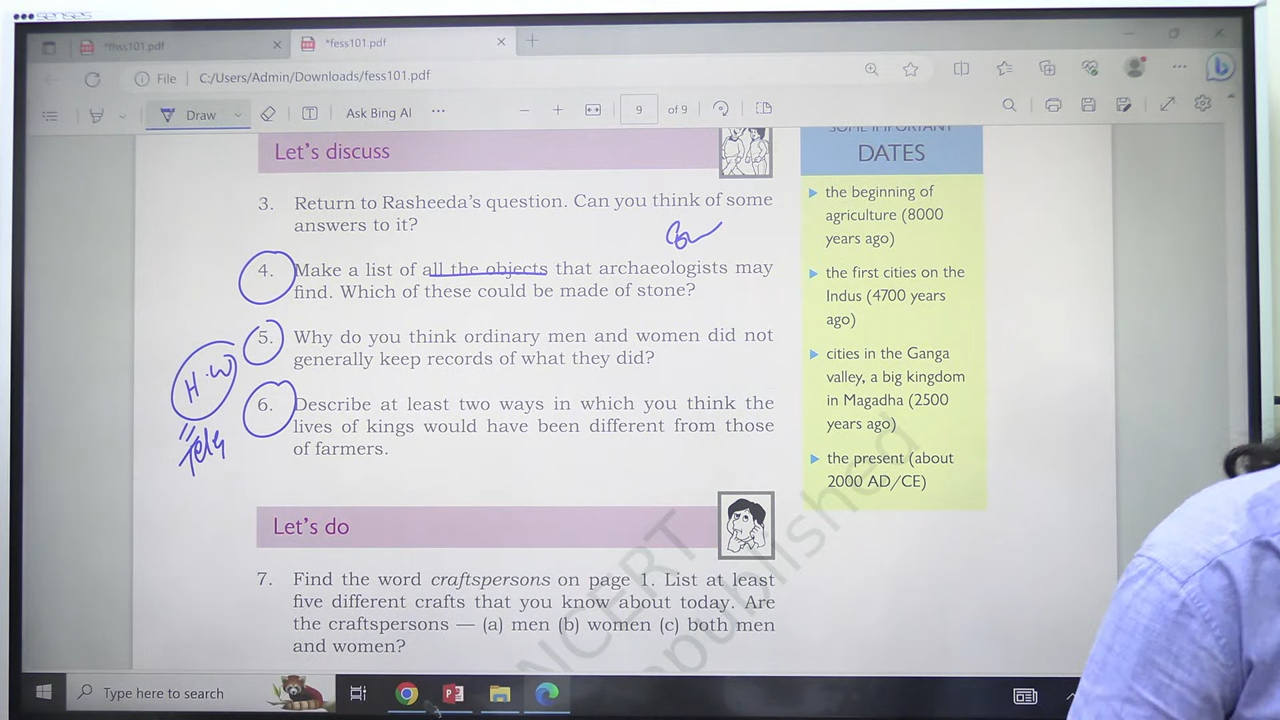 senses
*fhss101.pdf
*fess101.pdf
File C:/Users/Admin/Downloads/fess101.pdf
Draw Ask Bing AI 9 of 9
Let's discuss
3. Return to Rasheeda's question. Can you think of some
answers to it?
4. Make a list of all the objects that archaeologists may
find. Which of these could be made of stone?
5. Why do you think ordinary men and women did not
generally keep records of what they did?
H.W
6. Describe at least two ways in which you think the
lives of kings would have been different from those
of farmers.
Let's do
7. Find the word craftspersons on page 1. List at least
five different crafts that you know about today. Are
the craftspersons — (a) men (b) women (c) both men
and women?
SOME IMPORTANT
DATES
the beginning of
agriculture (8000
years ago)
the first cities on the
Indus (4700 years
ago)
cities in the Ganga
valley, a big kingdom
in Magadha (2500
years ago)
the present (about
2000 AD/CE)
NCERT
republished
Type here to search